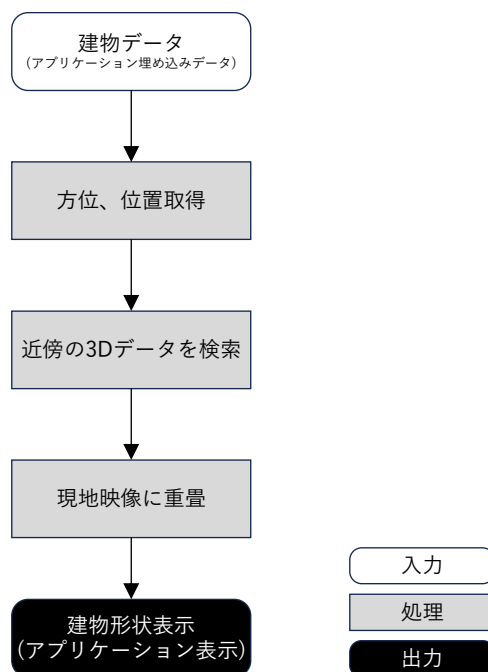 建物データ
(アプリケーション埋め込みデータ)
方位、位置取得
近傍の3Dデータを検索
現地映像に重畳
建物形状表示
(アプリケーション表示)
入力
処理
出力